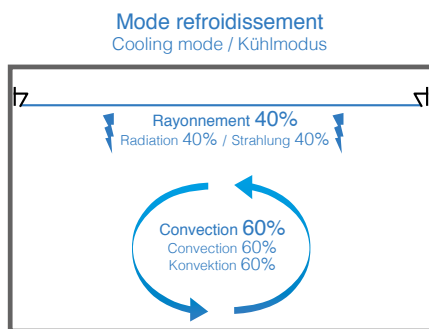 Mode refroidissement
Cooling mode / Kühlmodus
Rayonnement 40%
Radiation 40% / Strahlung 40%
Convection 60%
Convection 60%
Konvektion 60%